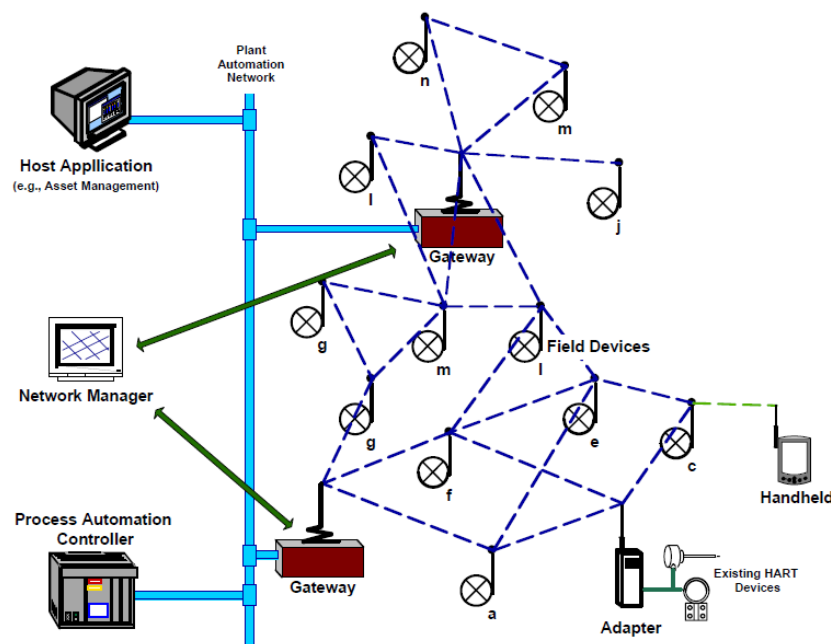 Plant
Automation
Network
n
m
Host Appllication
(e.g., Asset Management)
l
j
Gateway
g
m
l
Field Devices
Network Manager
g
e
c
f
Handheld
Process Automation
Controller
Gateway
a
Adapter
Existing HART
Devices